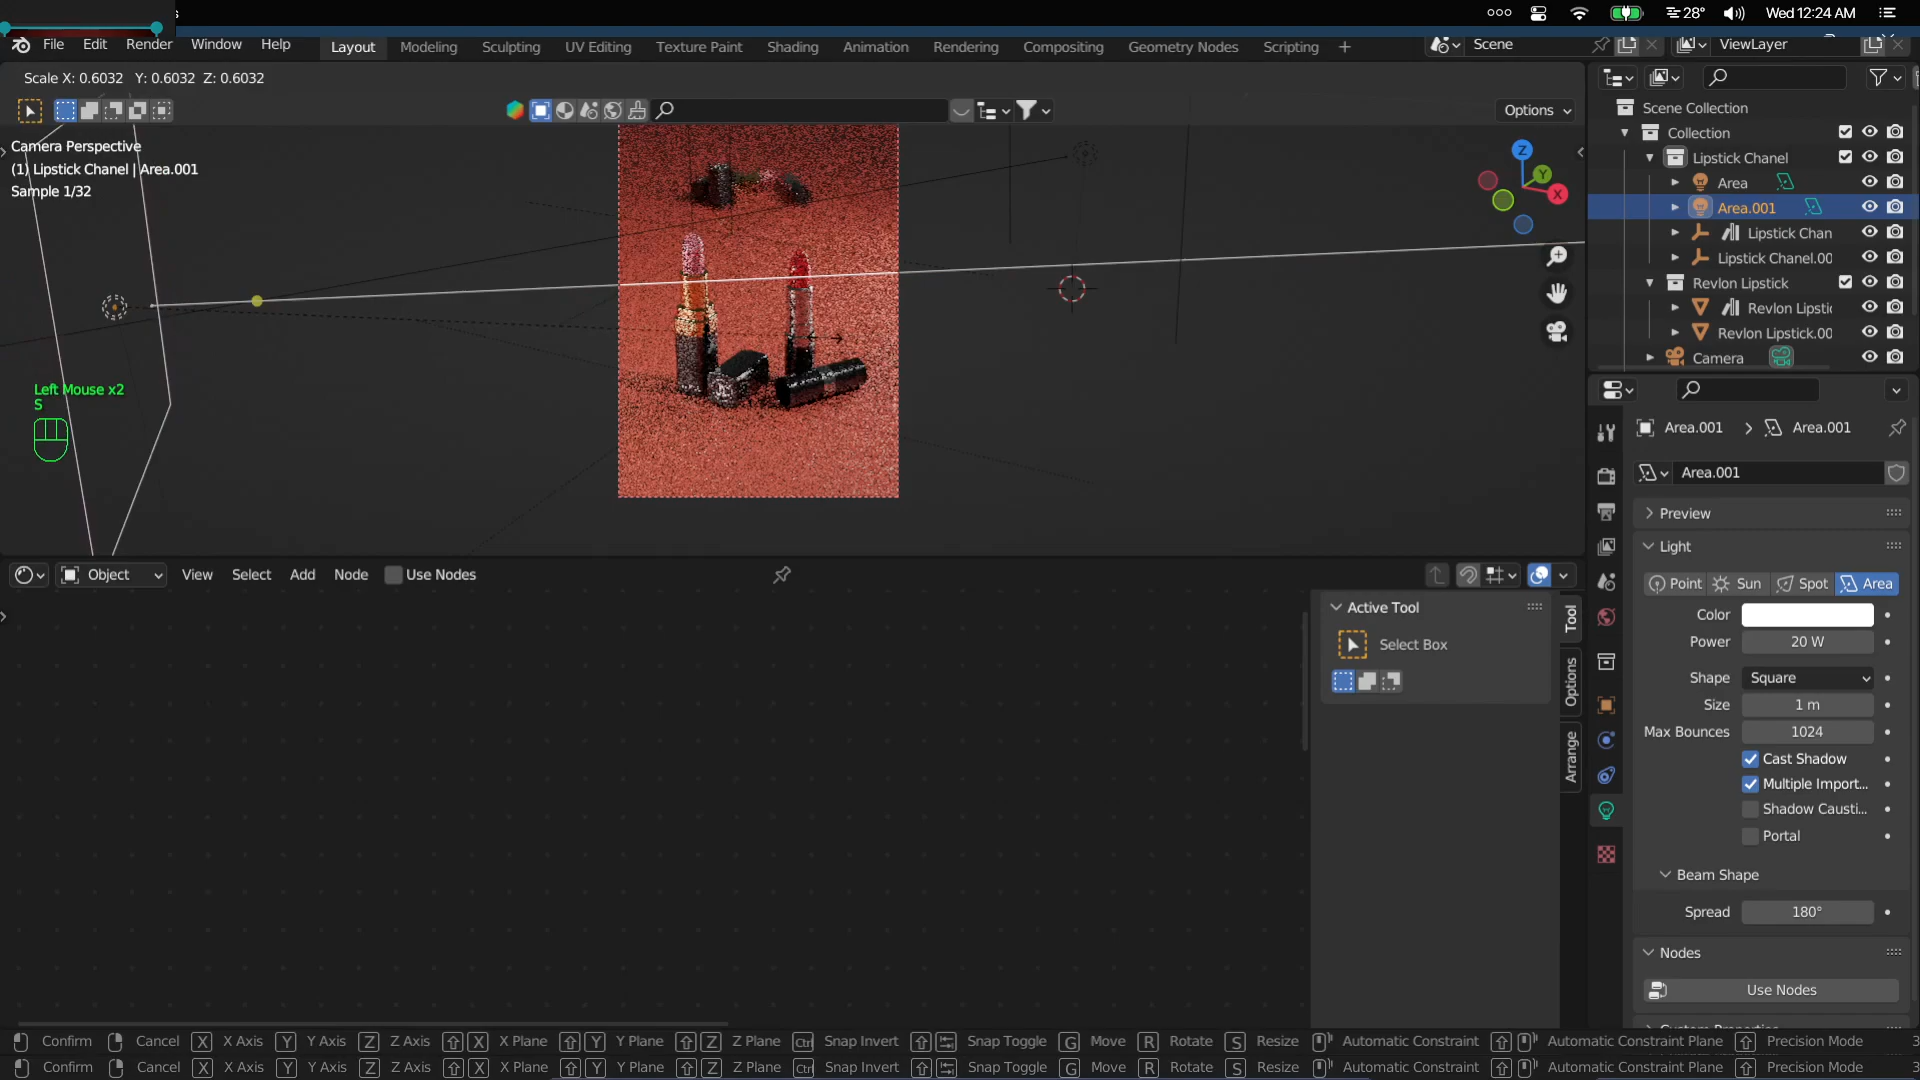 Wed 12:24 AM
28°
File Edit Render Window Help
Layout Modeling Sculpting UV Editing Texture Paint Shading Animation Rendering Compositing Geometry Nodes Scripting +
Scene
ViewLayer
Scale X: 0.6032 Y: 0.6032 Z: 0.6032
Options
Camera Perspective
(1) Lipstick Chanel | Area.001
Sample 1/32
Z
Y
X
Left Mouse x2
S
Scene Collection
Collection
Lipstick Chanel
Area
Area.001
Lipstick Chan
Lipstick Chanel.00
Revlon Lipstick
Revlon Lipsti
Revlon Lipstick.00
Camera
Area.001 > Area.001
Area.001
Preview
Light
Point Sun Spot Area
Color
Power 20 W
Shape Square
Size 1 m
Max Bounces 1024
Cast Shadow
Multiple Import...
Shadow Causti...
Portal
Beam Shape
Spread 180°
Nodes
Use Nodes
Object View Select Add Node Use Nodes
Active Tool
Select Box
Tool
Options
Arrange
Confirm Cancel X X Axis Y Y Axis Z Z Axis X X Plane Y Y Plane Z Z Plane Ctrl Snap Invert Snap Toggle G Move R Rotate S Resize Automatic Constraint Automatic Constraint Plane Precision Mode
Confirm Cancel X X Axis Y Y Axis Z Z Axis X X Plane Y Y Plane Z Z Plane Ctrl Snap Invert Snap Toggle G Move R Rotate S Resize Automatic Constraint Automatic Constraint Plane Precision Mode